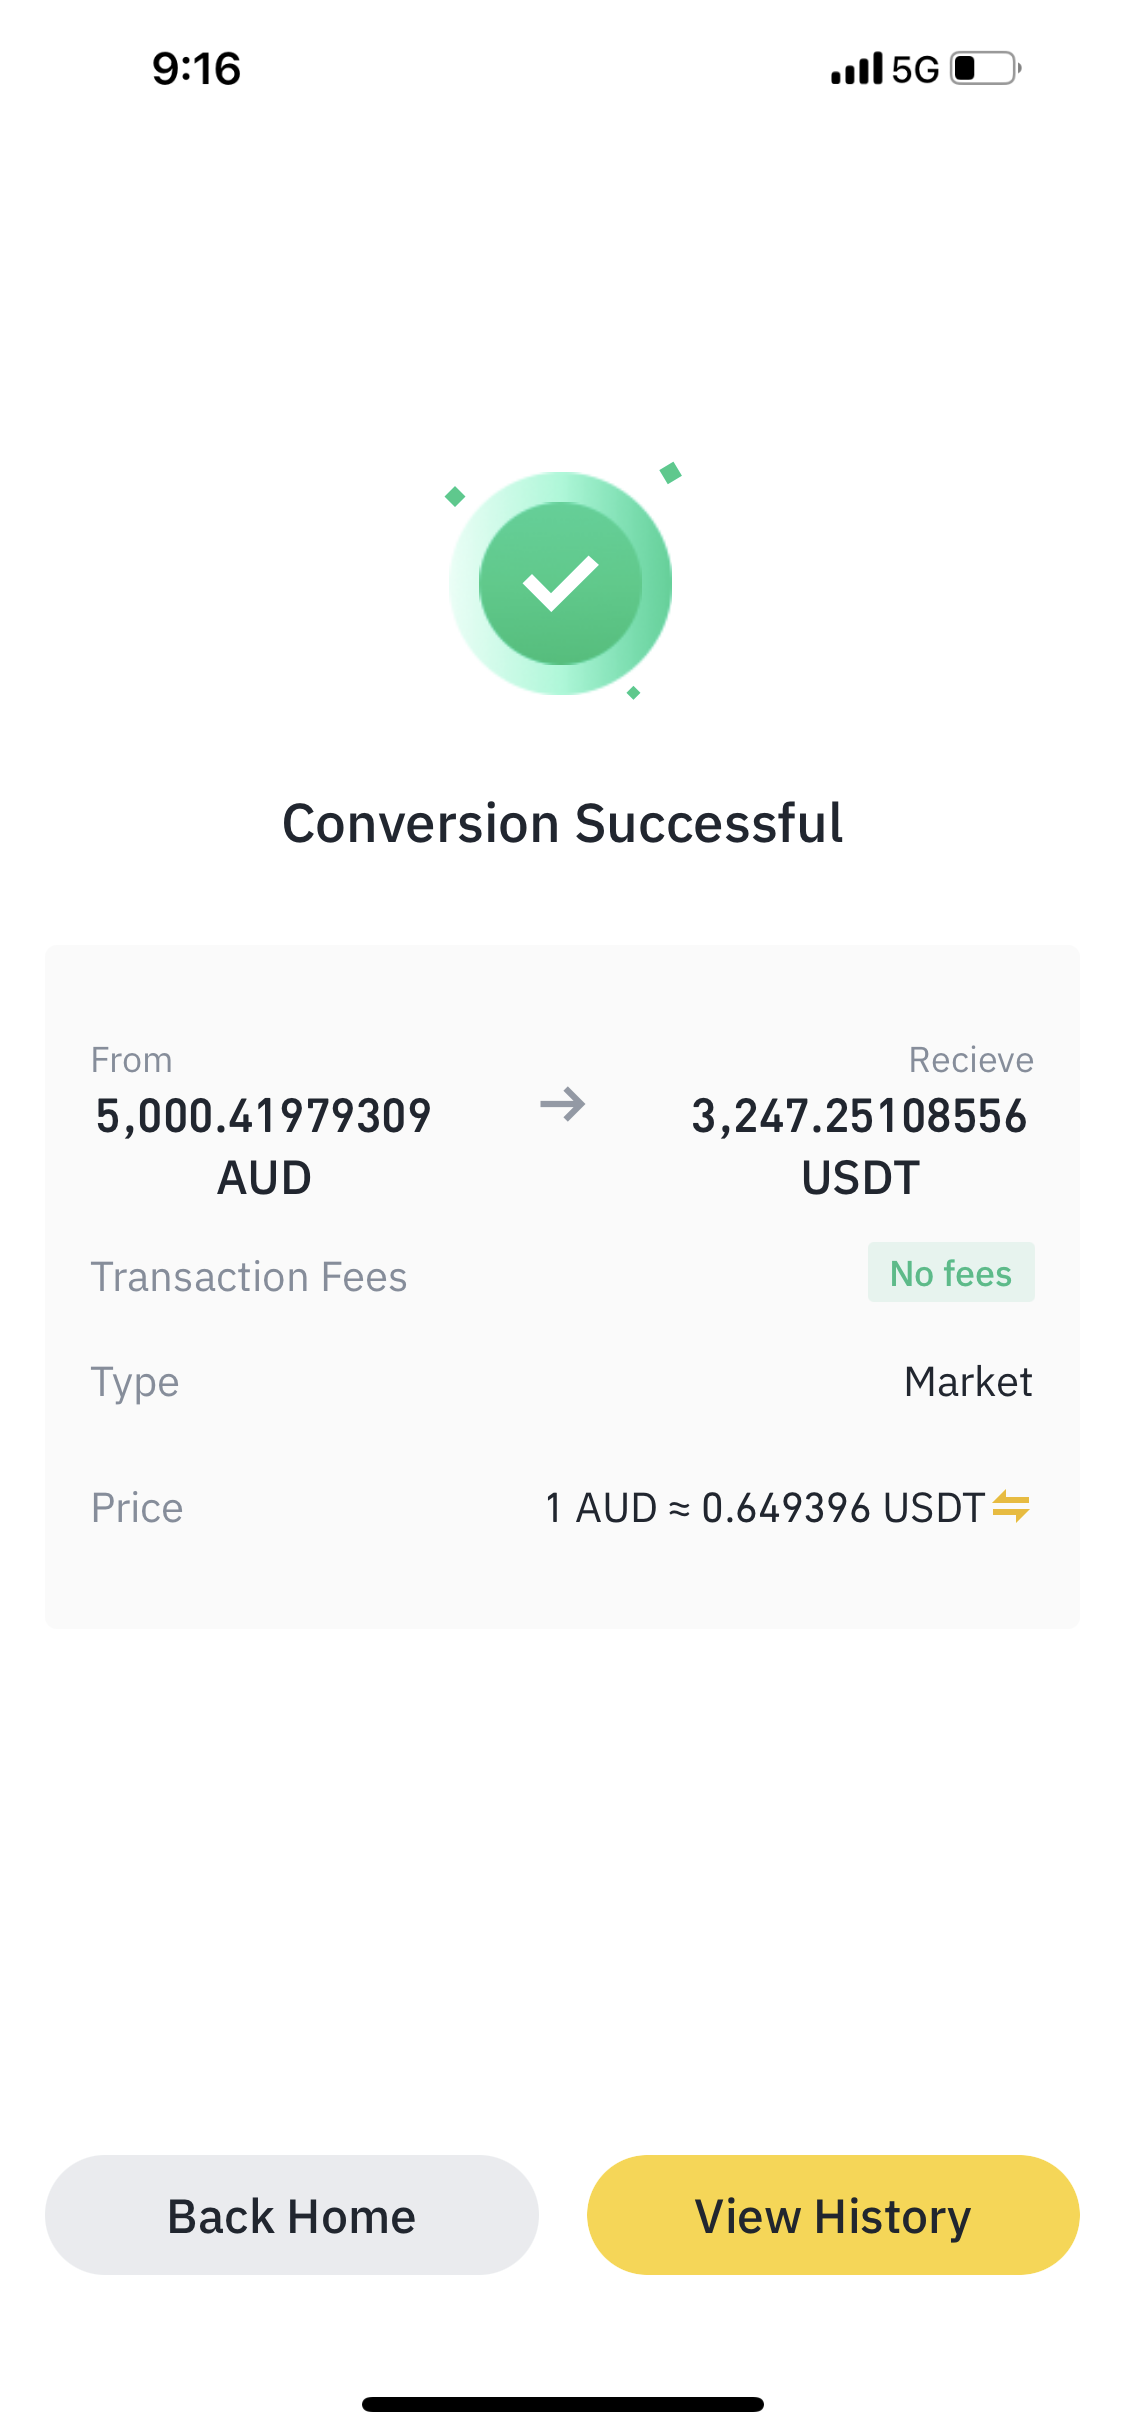 9:16
5G
Conversion Successful
From
Recieve
5,000.41979309
AUD
3,247.25108556
USDT
Transaction Fees
No fees
Type
Market
Price
1 AUD ≈ 0.649396 USDT
Back Home
View History